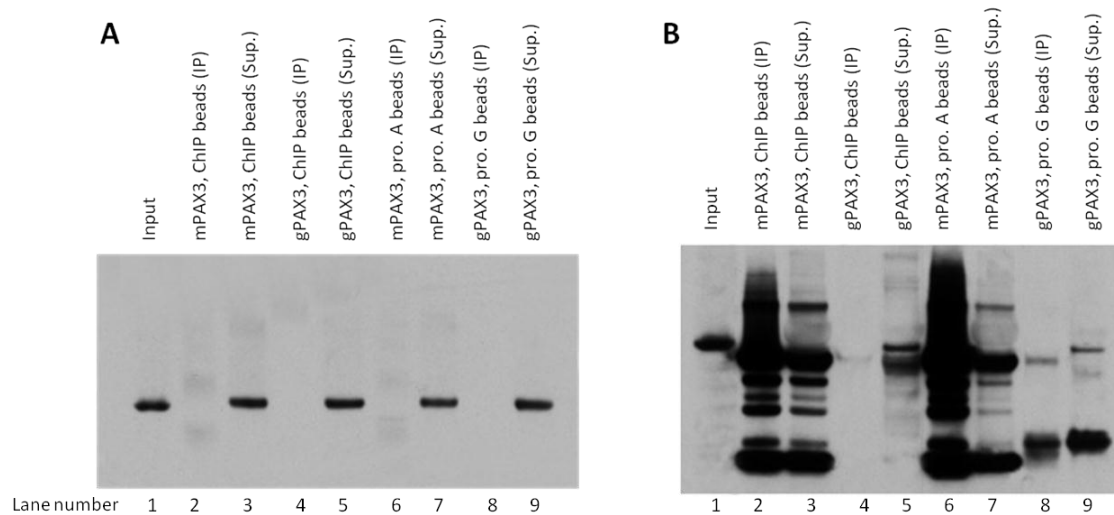 A
Input
mPAX3, ChIP beads (IP)
mPAX3, ChIP beads (Sup.)
gPAX3, ChIP beads (IP)
gPAX3, ChIP beads (Sup.)
mPAX3, pro. A beads (IP)
mPAX3, pro. A beads (Sup.)
gPAX3, pro. G beads (IP)
gPAX3, pro. G beads (Sup.)
B
Input
mPAX3, ChIP beads (IP)
mPAX3, ChIP beads (Sup.)
gPAX3, ChIP beads (IP)
gPAX3, ChIP beads (Sup.)
mPAX3, pro. A beads (IP)
mPAX3, pro. A beads (Sup.)
gPAX3, pro. G beads (IP)
gPAX3, pro. G beads (Sup.)
Lane number 1 2 3 4 5 6 7 8 9
1 2 3 4 5 6 7 8 9